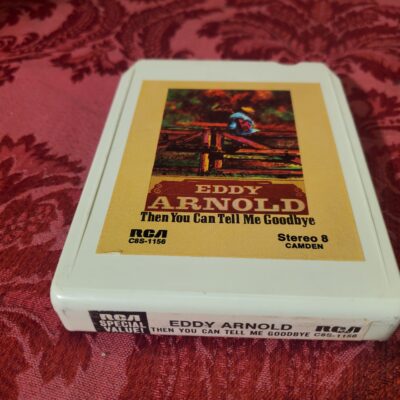 EDDY
ARNOLD
Then You Can Tell Me Goodbye
RCA
C8S-1156
Stereo 8
CAMDEN
RCA
SPECIAL
VALUE!
EDDY ARNOLD
THEN YOU CAN TELL ME GOODBYE
RCA
C8S-1156